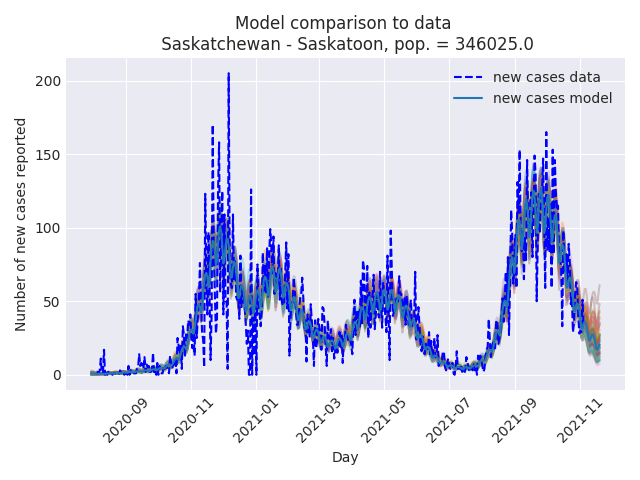 Model comparison to data
Saskatchewan - Saskatoon, pop. = 346025.0
new cases data
new cases model
Number of new cases reported
200
150
100
50
0
2020-09
2020-11
2021-01
2021-03
2021-05
2021-07
2021-09
2021-11
Day